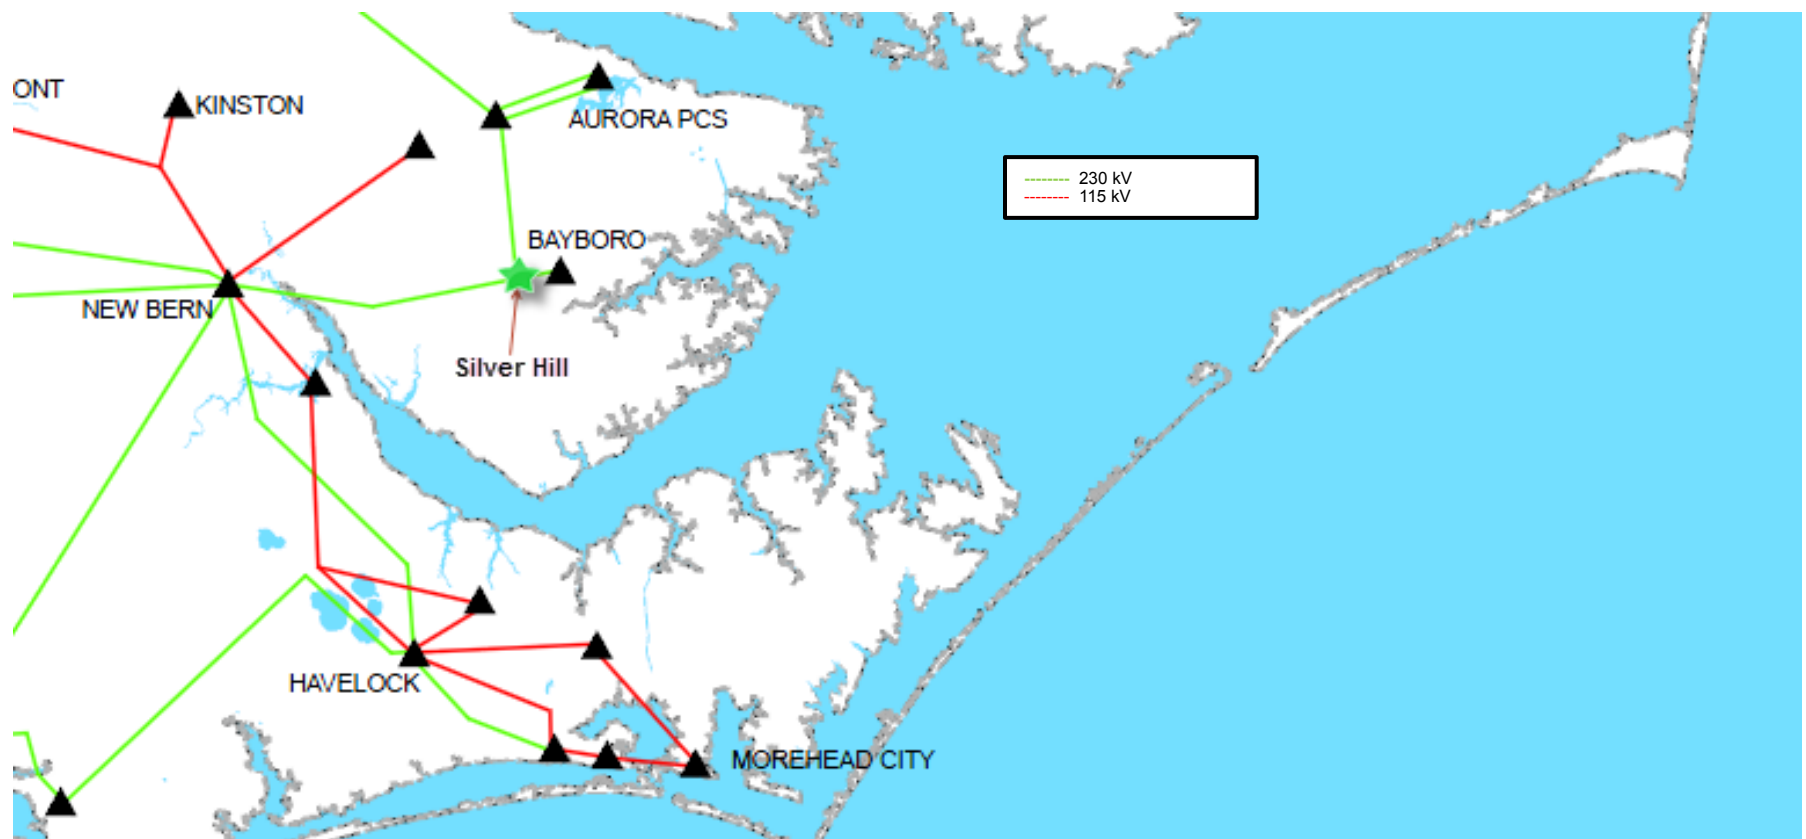 ONT
KINSTON
AURORA PCS
230 kV
115 kV
BAYBORO
NEW BERN
Silver Hill
HAVELOCK
MOREHEAD CITY